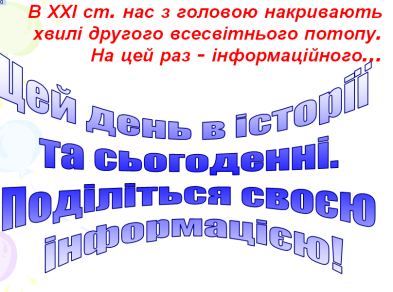 В XXI ст. нас з головою накривають
хвилі другого всесвітнього потопу.
На цей раз - інформаційного...
Цей день в історії
та сьогоденні.
Поділіться своєю
інформацією!